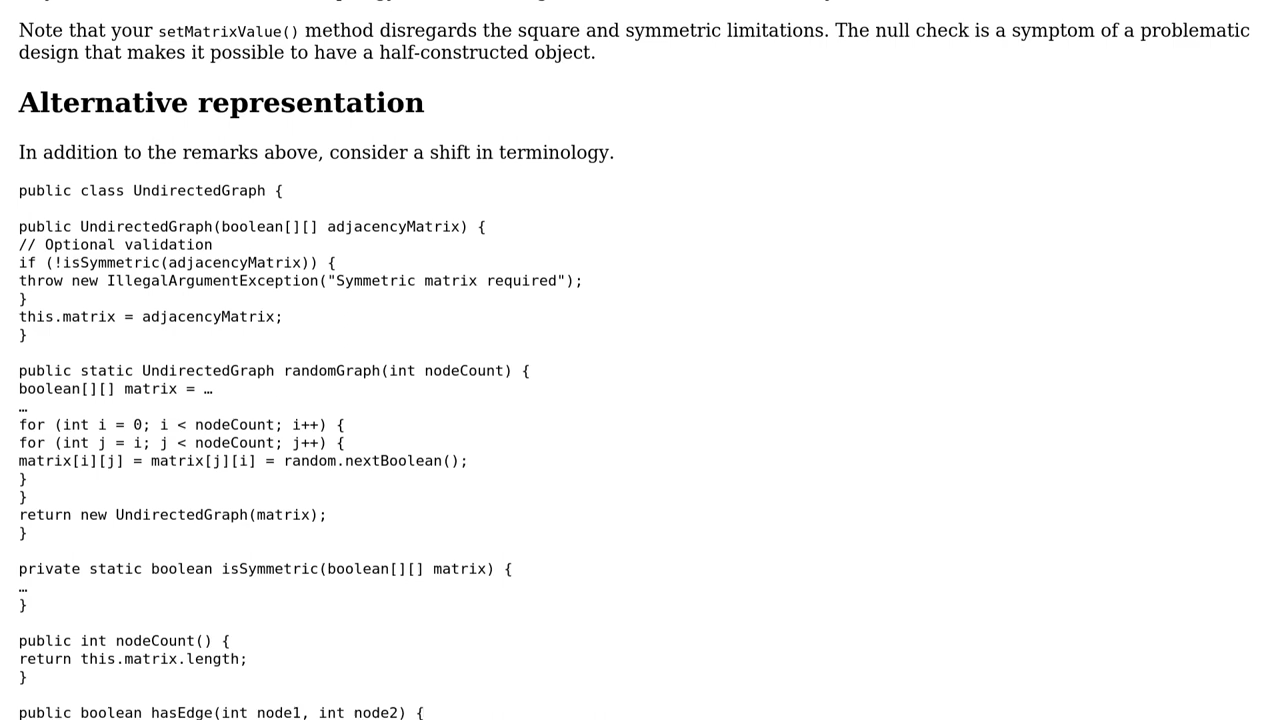 Note that your setMatrixValue() method disregards the square and symmetric limitations. The null check is a symptom of a problematic
design that makes it possible to have a half-constructed object.
Alternative representation
In addition to the remarks above, consider a shift in terminology.
public class UndirectedGraph {
public UndirectedGraph(boolean[][] adjacencyMatrix) {
// Optional validation
if (!isSymmetric(adjacencyMatrix)) {
throw new IllegalArgumentException("Symmetric matrix required");
}
this.matrix = adjacencyMatrix;
}
public static UndirectedGraph randomGraph(int nodeCount) {
boolean[][] matrix = …
…
for (int i = 0; i < nodeCount; i++) {
for (int j = i; j < nodeCount; j++) {
matrix[i][j] = matrix[j][i] = random.nextBoolean();
}
}
return new UndirectedGraph(matrix);
}
private static boolean isSymmetric(boolean[][] matrix) {
…
}
public int nodeCount() {
return this.matrix.length;
}
public boolean hasEdge(int node1, int node2) {